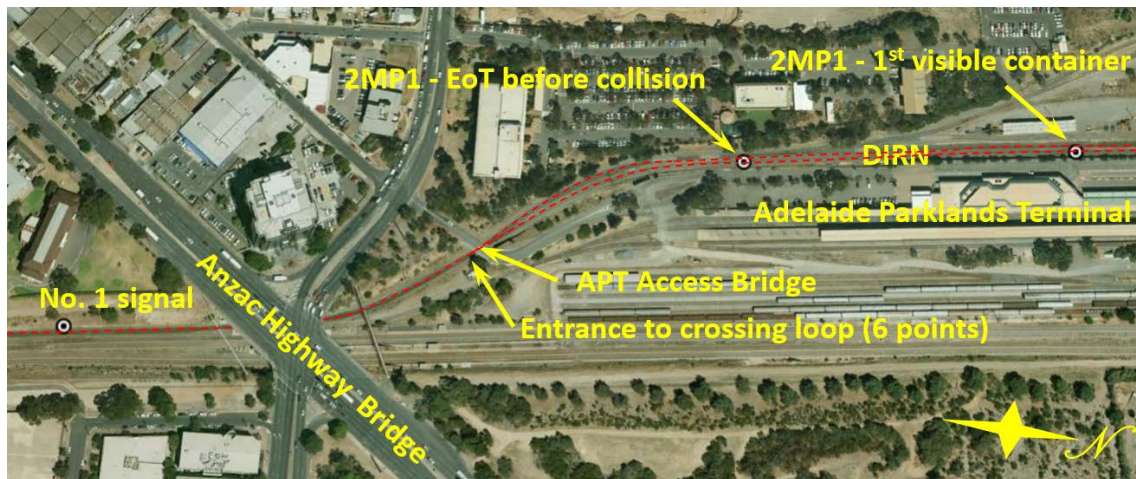 2MP1 - 1st visible container
2MP1 - EoT before collision
DIRN
Adelaide Parklands Terminal
APT Access Bridge
No. 1 signal
Anzac Highway Bridge
Entrance to crossing loop (6 points)
N